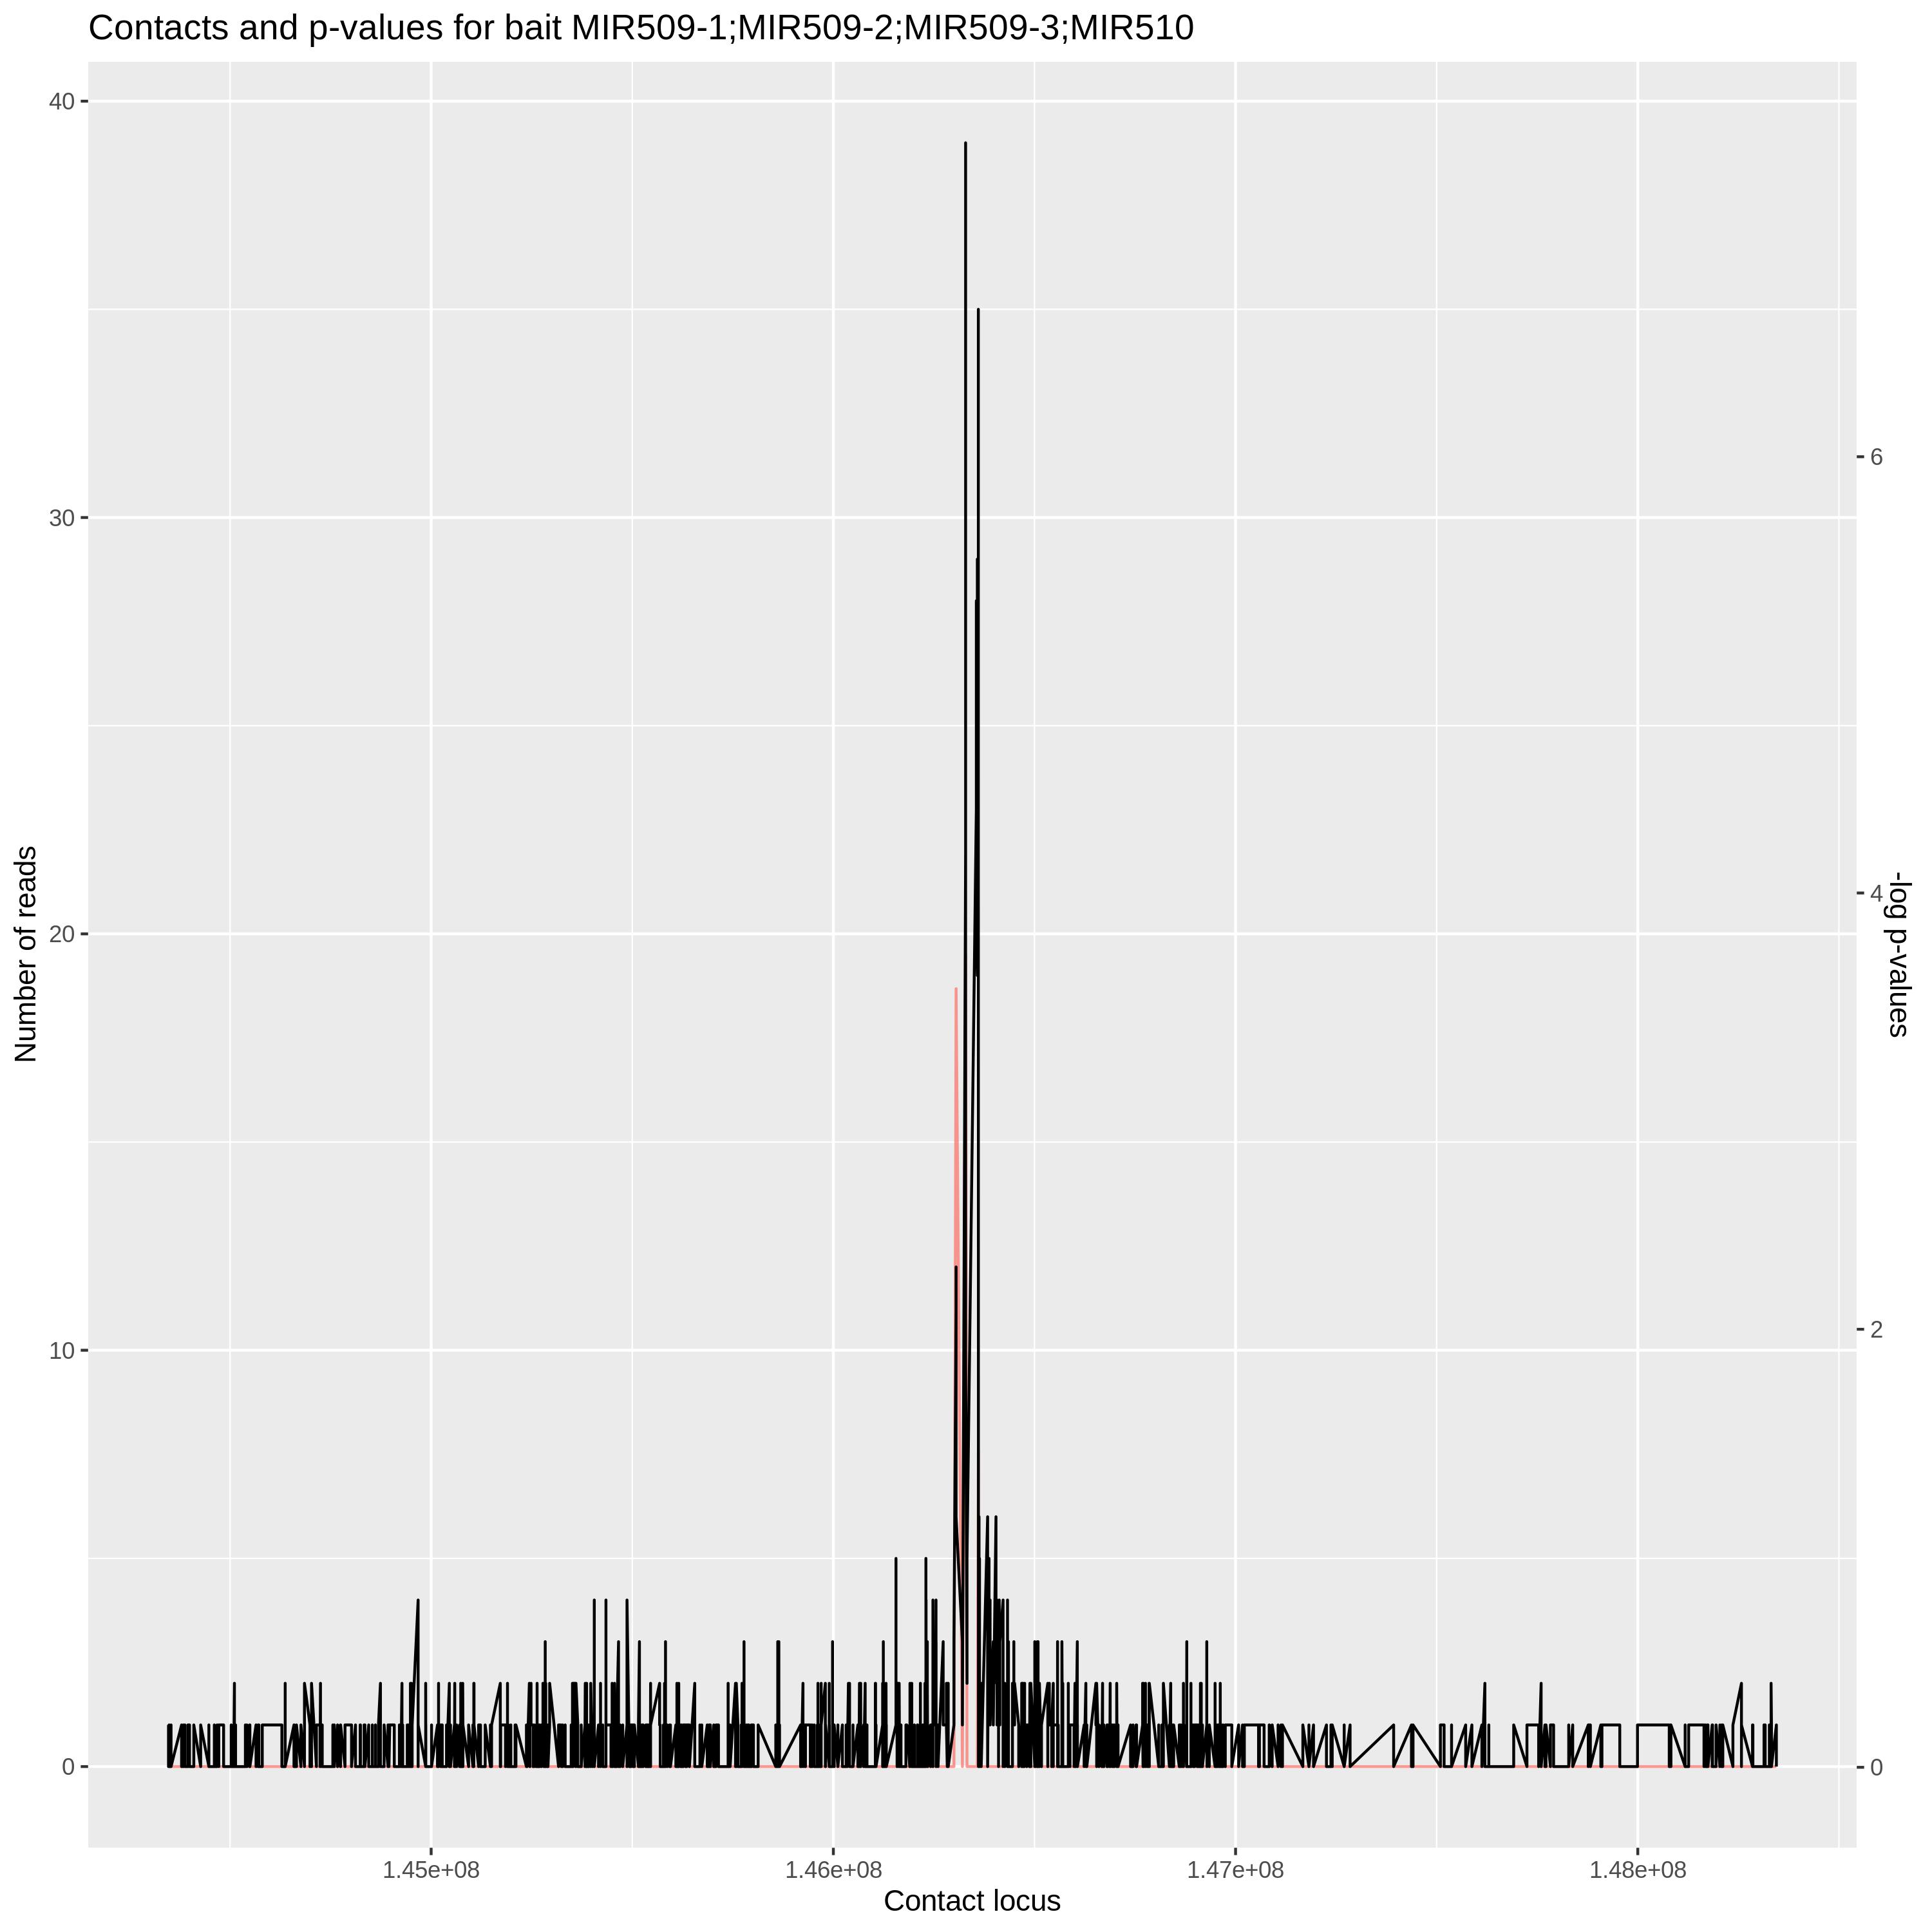 Contacts and p-values for bait MIR509-1;MIR509-2;MIR509-3;MIR510
40
30
20
10
0
Number of reads
6
4
2
0
-log p-values
1.45e+08
1.46e+08
1.47e+08
1.48e+08
Contact locus